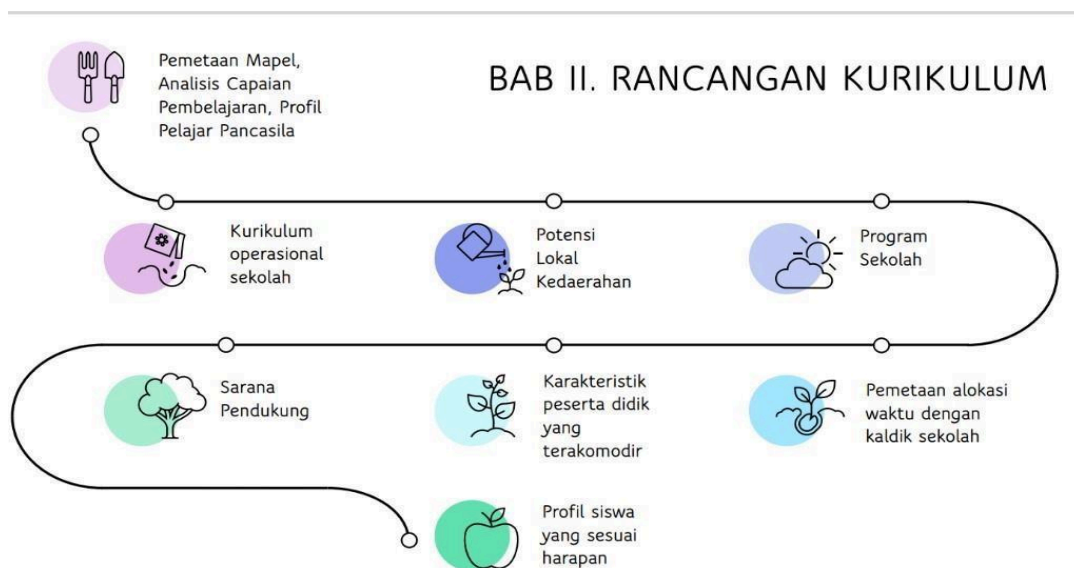 Pemetaan Mapel,
Analisis Capaian
Pembelajaran, Profil
Pelajar Pancasila
BAB II. RANCANGAN KURIKULUM
Kurikulum
operasional
sekolah
Potensi
Lokal
Kedaerahan
Program
Sekolah
Pemetaan alokasi
waktu dengan
kaldik sekolah
Karakteristik
peserta didik
yang
terakomodir
Sarana
Pendukung
Profil siswa
yang sesuai
harapan